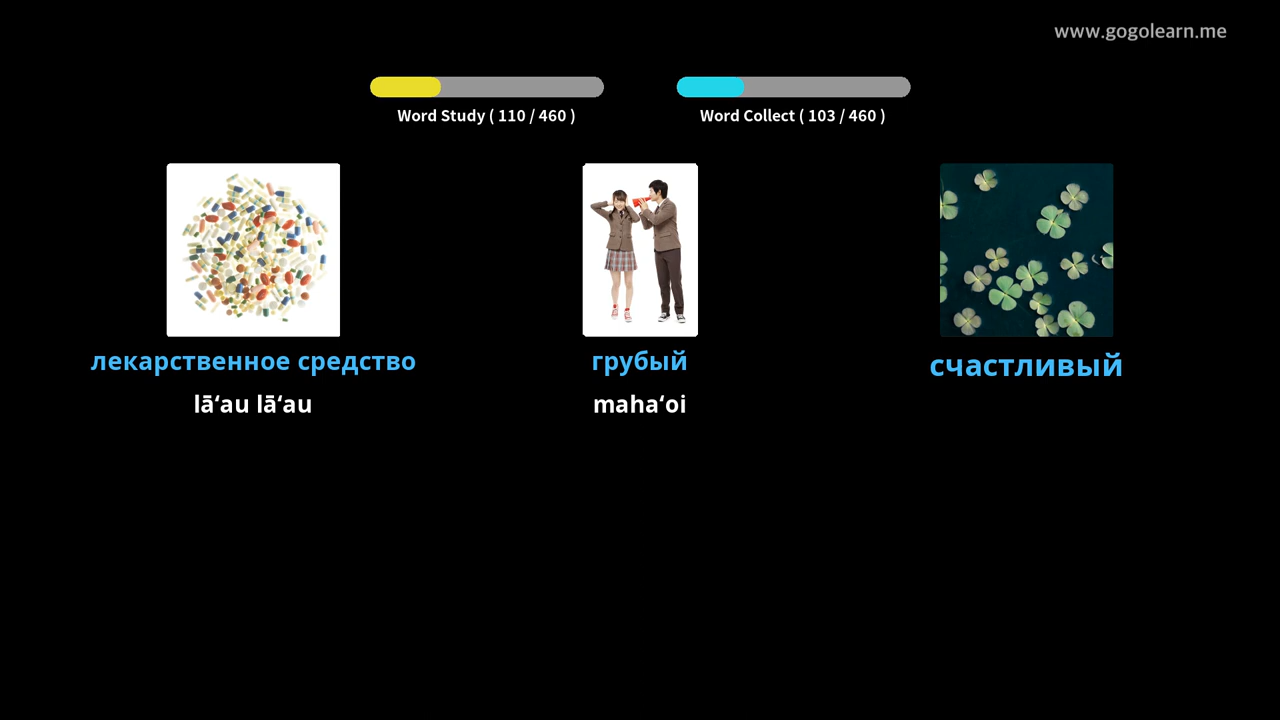 www.gogolearn.me
Word Study ( 110 / 460 )
Word Collect ( 103 / 460 )
лекарственное средство
грубый
счастливый
lāʻau lāʻau
mahaʻoi